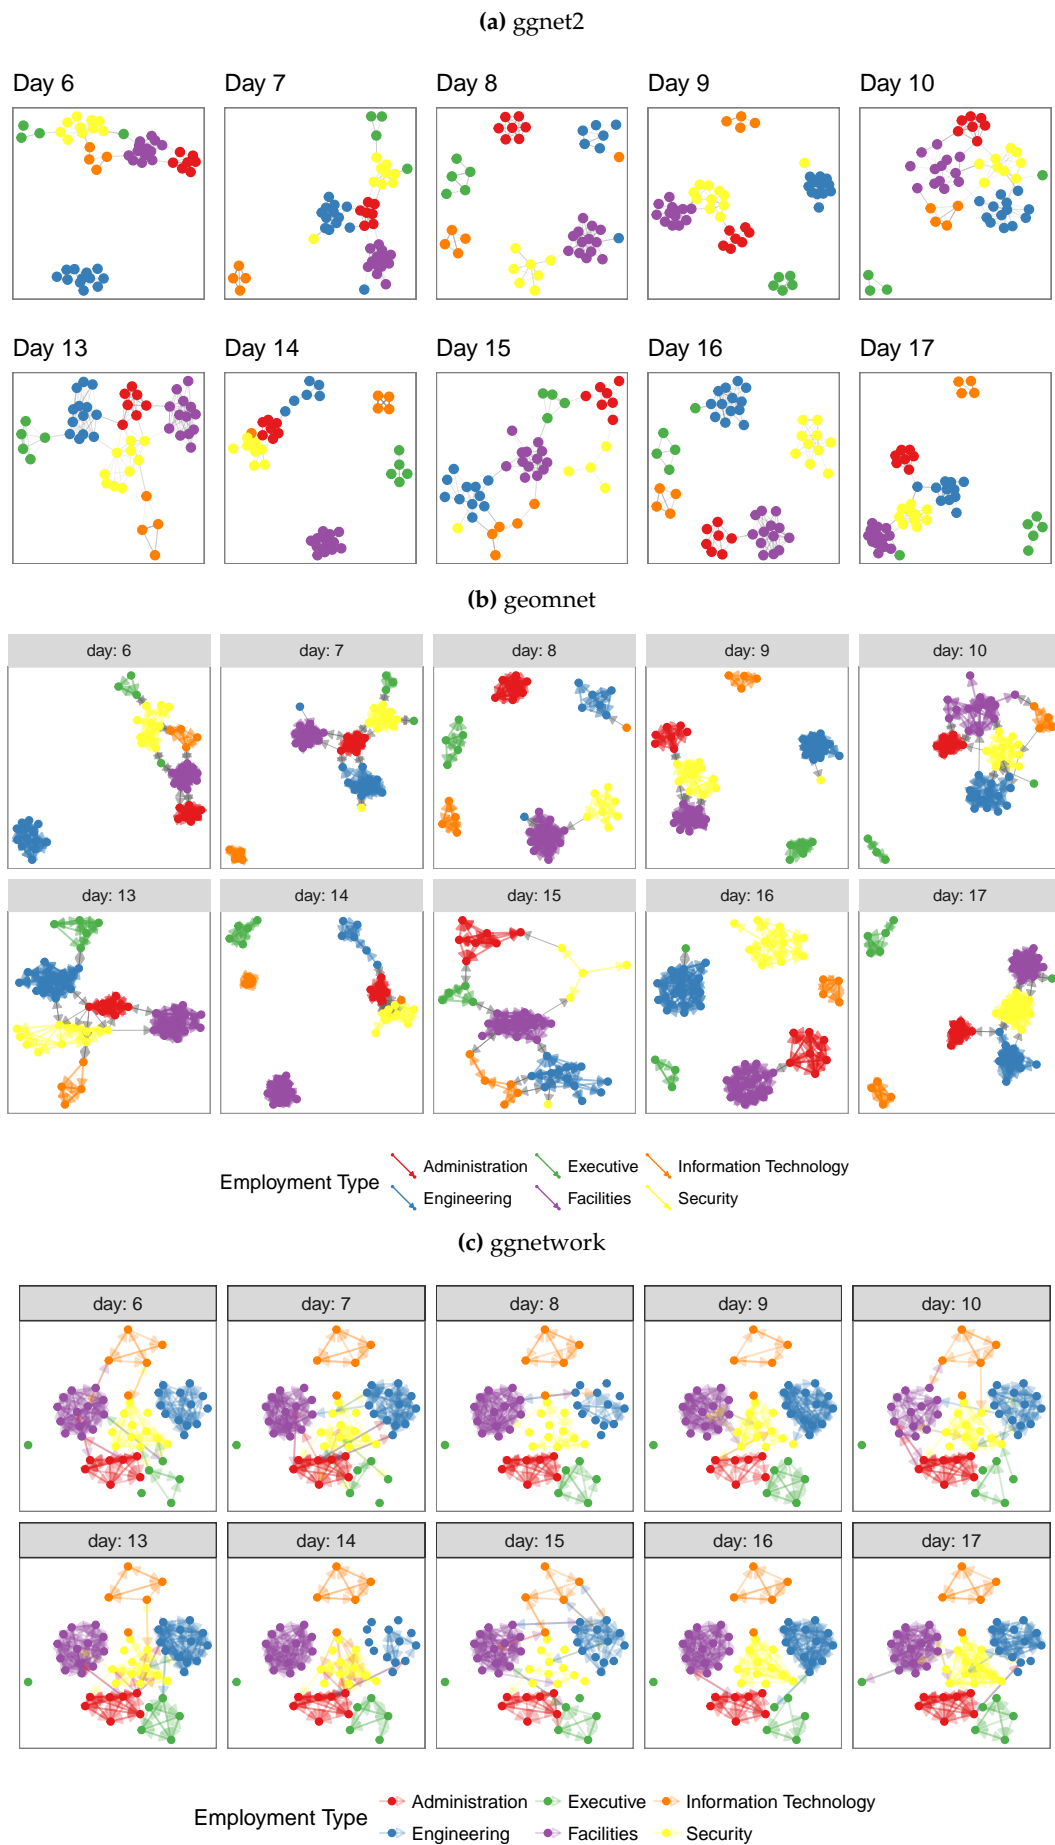 (a) ggnet2
Day 6 Day 7 Day 8 Day 9 Day 10
Day 13 Day 14 Day 15 Day 16 Day 17
(b) geomnet
day: 6 day: 7 day: 8 day: 9 day: 10
day: 13 day: 14 day: 15 day: 16 day: 17
Employment Type
Administration Executive Information Technology
Engineering Facilities Security
(c) ggnetwork
day: 6 day: 7 day: 8 day: 9 day: 10
day: 13 day: 14 day: 15 day: 16 day: 17
Employment Type
Administration Executive Information Technology
Engineering Facilities Security